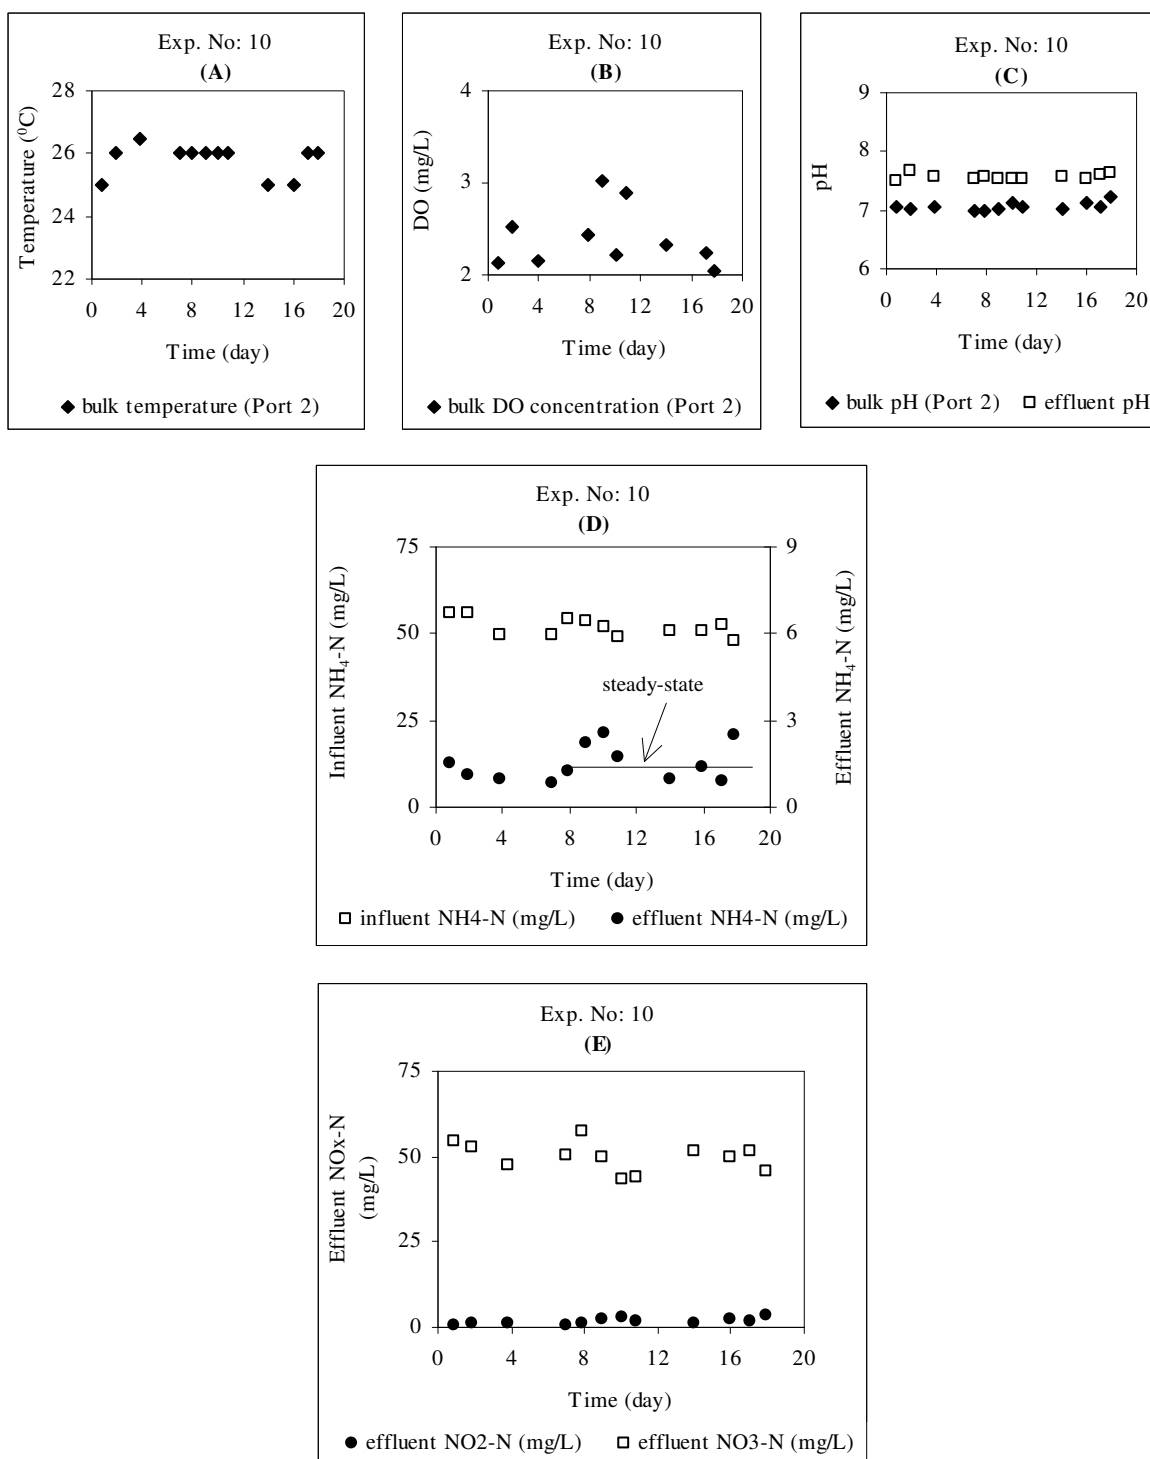 Exp. No: 10
(A)
28
26
24
22
Temperature (⁰C)
0 4 8 12 16 20
Time (day)
◆ bulk temperature (Port 2)
Exp. No: 10
(B)
4
3
2
DO (mg/L)
0 4 8 12 16 20
Time (day)
◆ bulk DO concentration (Port 2)
Exp. No: 10
(C)
9
8
7
6
pH
0 4 8 12 16 20
Time (day)
◆ bulk pH (Port 2) □ effluent pH
Exp. No: 10
(D)
75
50
25
0
Influent NH₄-N (mg/L)
steady-state
9
6
3
0
Effluent NH₄-N (mg/L)
0 4 8 12 16 20
Time (day)
□ influent NH4-N (mg/L) ● effluent NH4-N (mg/L)
Exp. No: 10
(E)
75
50
25
0
Effluent NOx-N
(mg/L)
0 4 8 12 16 20
Time (day)
● effluent NO2-N (mg/L) □ effluent NO3-N (mg/L)